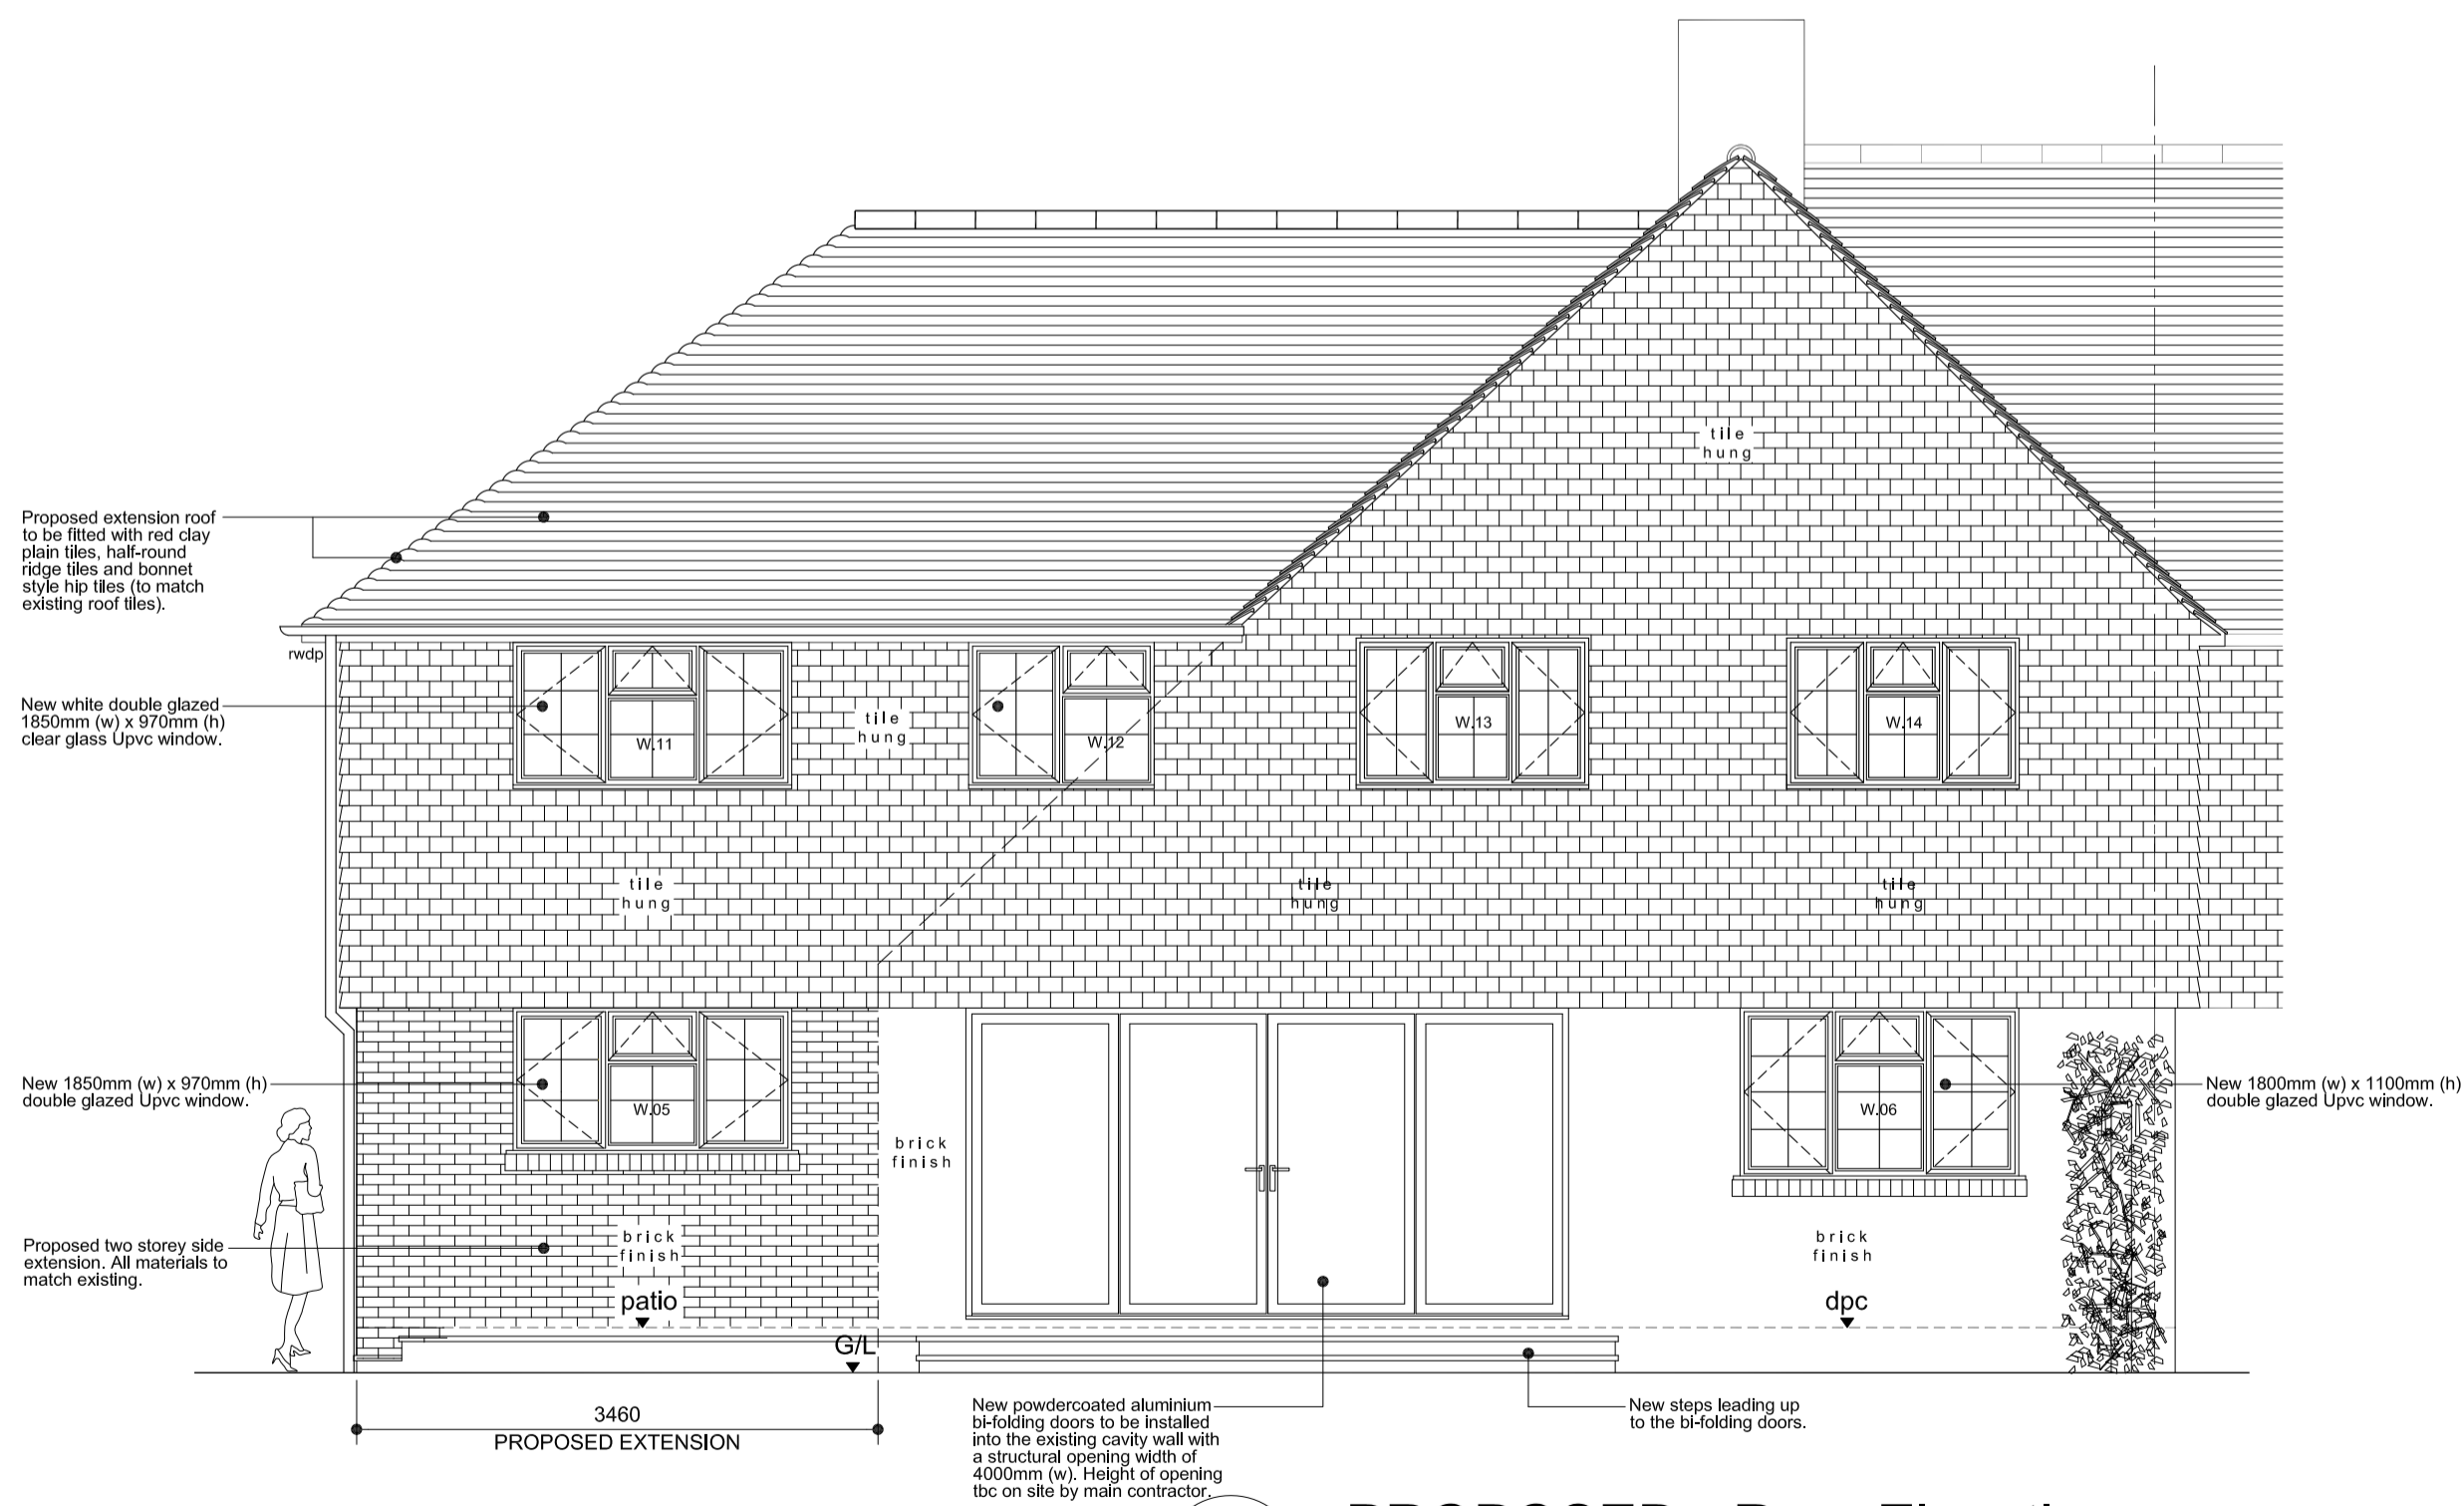 tile
hung
Proposed extension roof
to be fitted with red clay
plain tiles, half-round
ridge tiles and bonnet
style hip tiles (to match
existing roof tiles).
rwdp
New white double glazed
1850mm (w) x 970mm (h)
clear glass Upvc window.
W.11
tile
hung
W.12
W.13
W.14
tile
hung
tile
hung
tile
hung
New 1850mm (w) x 970mm (h)
double glazed Upvc window.
W.05
brick
finish
W.06
New 1800mm (w) x 1100mm (h)
double glazed Upvc window.
Proposed two storey side
extension. All materials to
match existing.
brick
finish
brick
finish
patio
dpc
G/L
3460
PROPOSED EXTENSION
New powdercoated aluminium
bi-folding doors to be installed
into the existing cavity wall with
a structural opening width of
4000mm (w). Height of opening
tbc on site by main contractor.
New steps leading up
to the bi-folding doors.